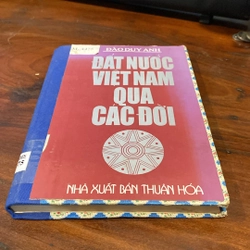 ĐÀO DUY ANH
ĐẤT NƯỚC
VIỆT NAM
QUA
CÁC ĐỜI
NHÀ XUẤT BẢN THUẬN HÓA